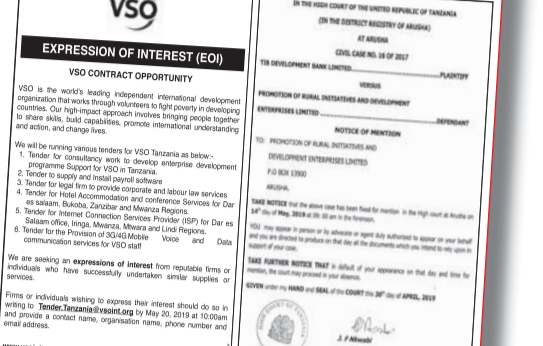 VSO
EXPRESSION OF INTEREST (EOI)
VSO CONTRACT OPPORTUNITY
VSO is the world's leading independent international development
organization that works through volunteers to fight poverty in developing
countries. Our high-impact approach involves bringing people together
to share skills, build capabilities, promote international understanding
and action, and change lives.
We will be running various tenders for VSO Tanzania as below:-
1. Tender for consultancy work to develop enterprise development
programme Support for VSO in Tanzania.
2. Tender to supply and install payroll software
3. Tender for legal firm to provide corporate and labour law services
4. Tender for Hotel Accommodation and conference Services for Dar
es salaam, Bukoba, Zanzibar and Mwanza Regions.
5. Tender for Internet Connection Services Provider (ISP) for Dar es
Salaam office, Iringa, Mwanza, Mtwara and Lindi Regions.
6. Tender for the Provision of 3G/4G Mobile Voice and Data
communication services for VSO staff
We are seeking an expressions of interest from reputable firms or
individuals who have successfully undertaken similar supplies or
services.
Firms or individuals wishing to express their interest should do so in
writing to Tender.Tanzania@vsoint.org by May 20, 2019 at 10:00am
and provide a contact name, organisation name, phone number and
email address.
IN THE HIGH COURT OF THE UNITED REPUBLIC OF TANZANIA
(IN THE DISTRICT REGISTRY OF ARUSHA)
AT ARUSHA
CIVIL CASE NO. 16 OF 2017
TIB DEVELOPMENT BANK LIMITED PLAINTIFF
VERSUS
PROMOTION OF RURAL INITIATIVES AND DEVELOPMENT
ENTERPRISES LIMITED DEFENDANT
NOTICE OF MENTION
TO: PROMOTION OF RURAL INITIATIVES AND
DEVELOPMENT ENTERPRISES LIMITED
P.O BOX 13900
ARUSHA.
TAKE NOTICE that the above case has been fixed for mention in the High court at Arusha on
14th day of May, 2019 at 09:00 am in the forenoon.
YOU may appear in person or by advocate or agent duly authorized to appear on your behalf
and you are directed to produce on that day all the documents which you intend to rely upon in
support of your case.
TAKE FURTHER NOTICE THAT in default of your appearance on that day and time for
mention, the court may proceed in your absence.
GIVEN under my HAND and SEAL of the COURT this 30th day of APRIL, 2019
J. F Nkwabi